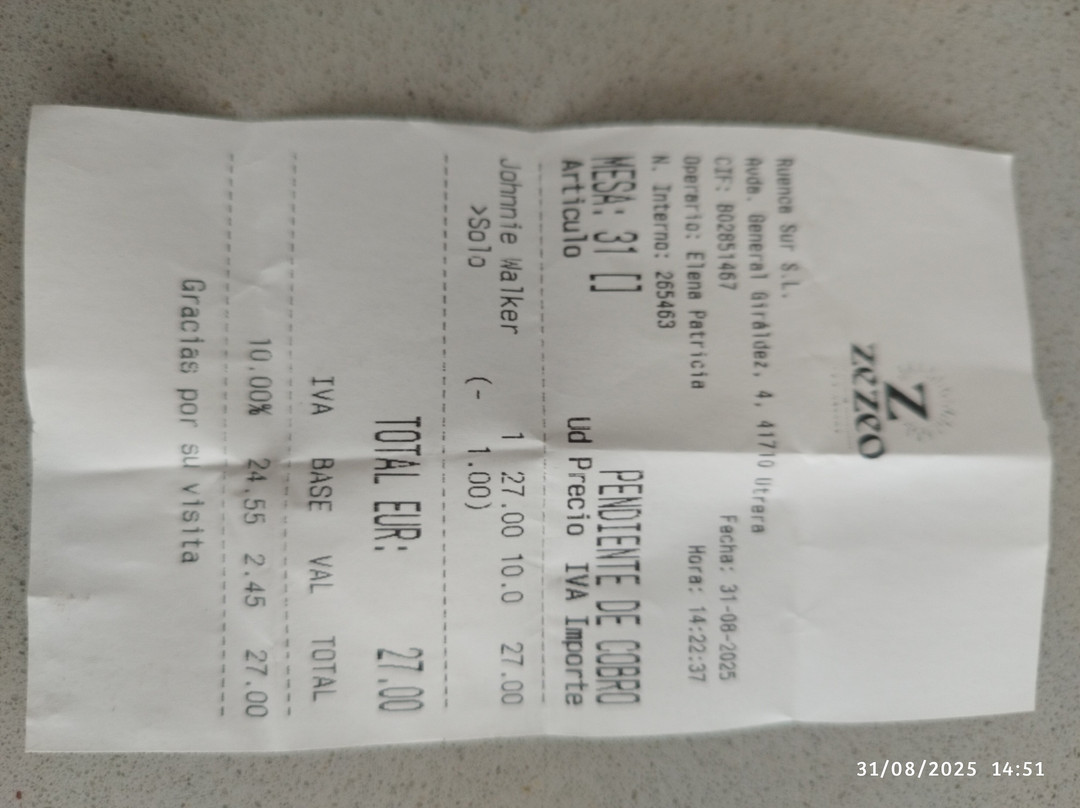 Z
zezeo
Ruenca Sur S.L.
Avda. General Giráldez, 4, 41710 Utrera
CIF: B02851467 Fecha: 31-08-2025
Operario: Elena Patricia Hora: 14:22:37
N. Interno: 265463
MESA: 31 [] PENDIENTE DE COBRO
Articulo Ud Precio IVA Importe
Johnnie Walker 1 27.00 10.0 27.00
>Solo (- 1.00)
TOTAL EUR: 27.00
IVA BASE VAL TOTAL
10.00% 24.55 2.45 27.00
Gracias por su visita
31/08/2025 14:51